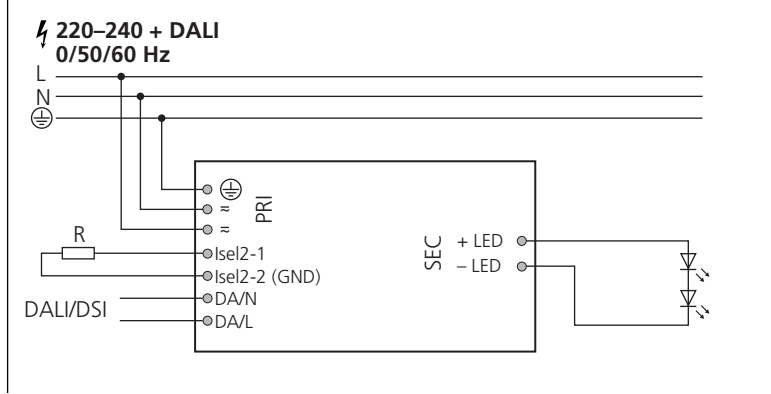 220–240 + DALI
0/50/60 Hz
L
N
PRI
≂
≂
R
Isel2-1
Isel2-2 (GND)
DALI/DSI
DA/N
DA/L
SEC
+ LED
– LED